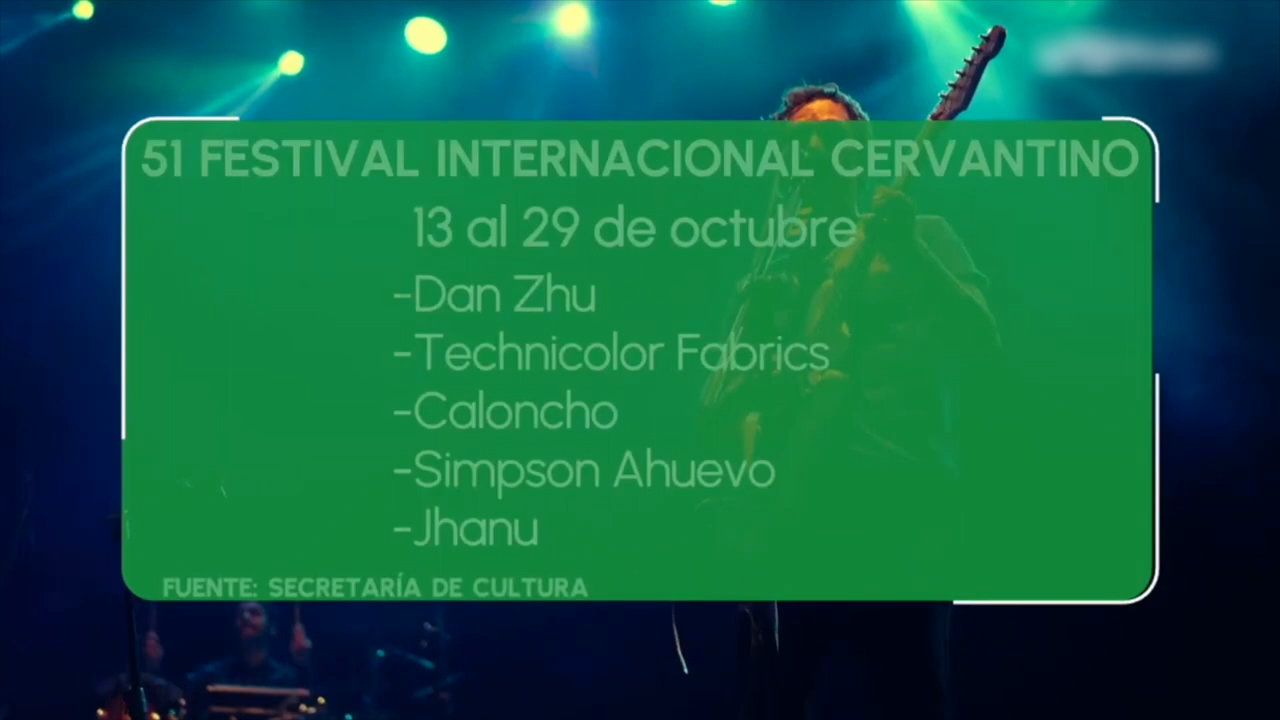 51 FESTIVAL INTERNACIONAL CERVANTINO
13 al 29 de octubre
-Dan Zhu
-Technicolor Fabrics
-Caloncho
-Simpson Ahuevo
-Jhanu
FUENTE: SECRETARÍA DE CULTURA